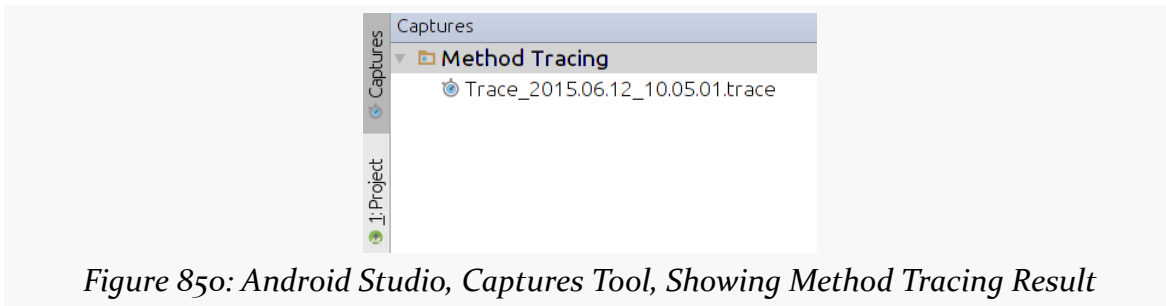 Captures
Captures
Method Tracing
Trace_2015.06.12_10.05.01.trace
1: Project
Figure 850: Android Studio, Captures Tool, Showing Method Tracing Result